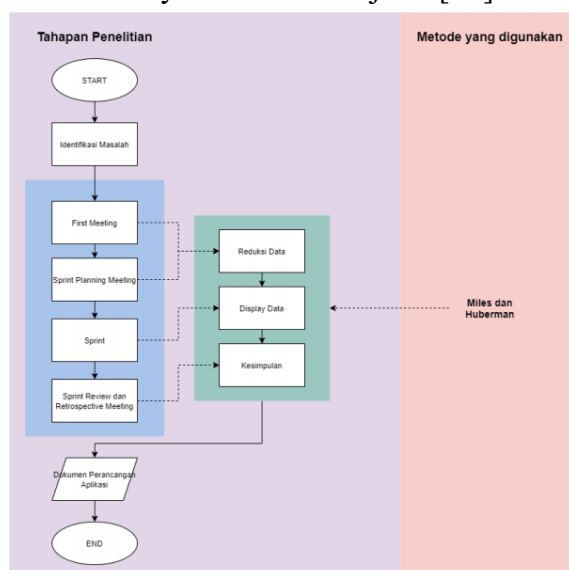 Tahapan Penelitian
Metode yang digunakan
START
Identifikasi Masalah
First Meeting
Sprint Planning Meeting
Sprint
Sprint Review dan
Retrospective Meeting
Reduksi Data
Display Data
Kesimpulan
Miles dan
Huberman
Dokumen Perancangan
Aplikasi
END